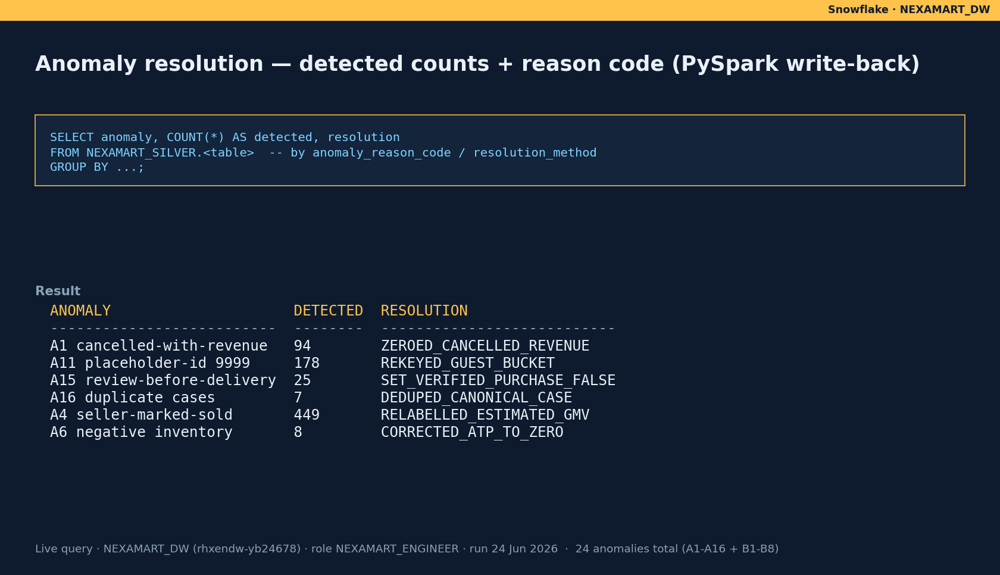 Snowflake · NEXAMART_DW
Anomaly resolution — detected counts + reason code (PySpark write-back)
SELECT anomaly, COUNT(*) AS detected, resolution
FROM NEXAMART_SILVER.<table>  -- by anomaly_reason_code / resolution_method
GROUP BY ...;
Result
ANOMALY                     DETECTED  RESOLUTION
--------------------------  --------  ---------------------------
A1 cancelled-with-revenue   94        ZEROED_CANCELLED_REVENUE
A11 placeholder-id 9999     178       REKEYED_GUEST_BUCKET
A15 review-before-delivery  25        SET_VERIFIED_PURCHASE_FALSE
A16 duplicate cases         7         DEDUPED_CANONICAL_CASE
A4 seller-marked-sold       449       RELABELLED_ESTIMATED_GMV
A6 negative inventory       8         CORRECTED_ATP_TO_ZERO
Live query · NEXAMART_DW (rhxendw-yb24678) · role NEXAMART_ENGINEER · run 24 Jun 2026  ·  24 anomalies total (A1-A16 + B1-B8)